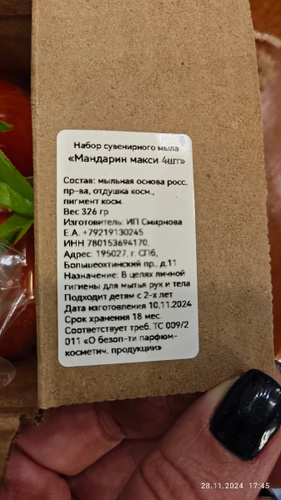 Набор сувенирного мыла
«Мандарин макси 4шт»
Состав: мыльная основа росс.
пр-ва, отдушка косм.,
пигмент косм.
Вес 326 гр
Изготовитель: ИП Смирнова
Е.А. +79219130245
ИНН 780153694170,
Адрес: 195027, г. СПб,
Большеохтинский пр, д.11
Назначение: В целях личной
гигиены для мытья рук и тела
Подходит детям с 2-х лет
Дата изготовления 10.11.2024
Срок хранения 18 мес.
Соответствует треб. ТС 009/2
011 «О безоп-ти парфюм-
косметич. продукции»
28.11.2024 17:45